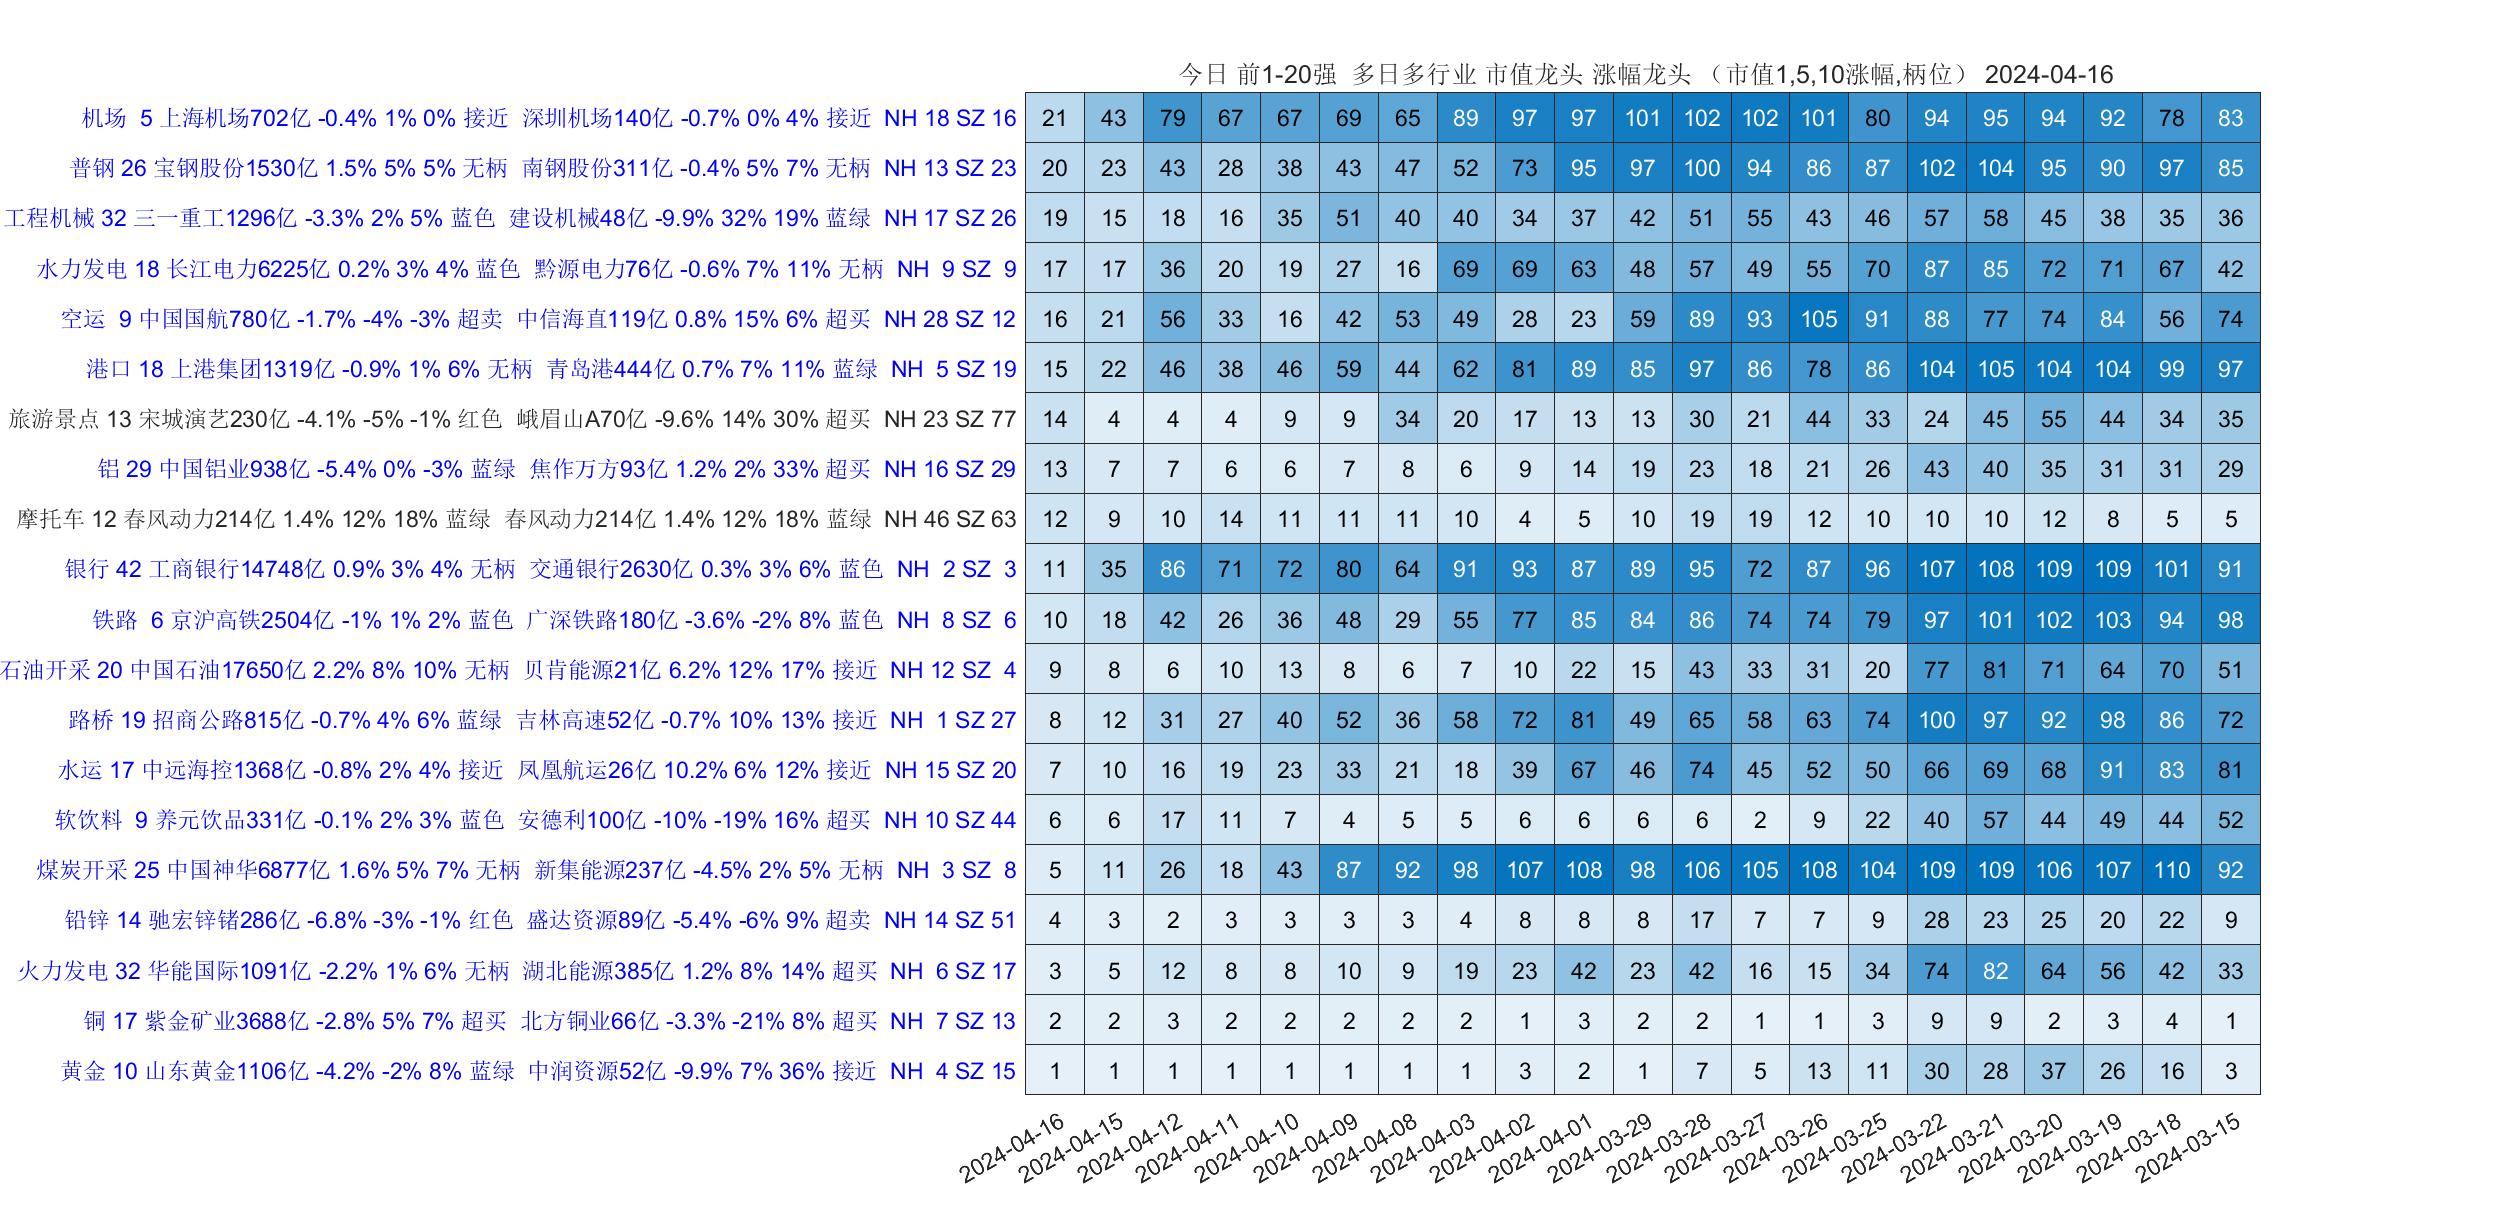 今日 前1-20强 多日多行业 市值龙头 涨幅龙头 （市值1,5,10涨幅,柄位） 2024-04-16
机场 5 上海机场702亿 -0.4% 1% 0% 接近 深圳机场140亿 -0.7% 0% 4% 接近 NH 18 SZ 16 21 43 79 67 67 69 65 89 97 97 101 102 102 101 80 94 95 94 92 78 83
普钢 26 宝钢股份1530亿 1.5% 5% 5% 无柄 南钢股份311亿 -0.4% 5% 7% 无柄 NH 13 SZ 23 20 23 43 28 38 43 47 52 73 95 97 100 94 86 87 102 104 95 90 97 85
工程机械 32 三一重工1296亿 -3.3% 2% 5% 蓝色 建设机械48亿 -9.9% 32% 19% 蓝绿 NH 17 SZ 26 19 15 18 16 35 51 40 40 34 37 42 51 55 43 46 57 58 45 38 35 36
水力发电 18 长江电力6225亿 0.2% 3% 4% 蓝色 黔源电力76亿 -0.6% 7% 11% 无柄 NH 9 SZ 9 17 17 36 20 19 27 16 69 69 63 48 57 49 55 70 87 85 72 71 67 42
空运 9 中国国航780亿 -1.7% -4% -3% 超卖 中信海直119亿 0.8% 15% 6% 超买 NH 28 SZ 12 16 21 56 33 16 42 53 49 28 23 59 89 93 105 91 88 77 74 84 56 74
港口 18 上港集团1319亿 -0.9% 1% 6% 无柄 青岛港444亿 0.7% 7% 11% 蓝绿 NH 5 SZ 19 15 22 46 38 46 59 44 62 81 89 85 97 86 78 86 104 105 104 104 99 97
旅游景点 13 宋城演艺230亿 -4.1% -5% -1% 红色 峨眉山A70亿 -9.6% 14% 30% 超买 NH 23 SZ 77 14 4 4 4 9 9 34 20 17 13 13 30 21 44 33 24 45 55 44 34 35
铝 29 中国铝业938亿 -5.4% 0% -3% 蓝绿 焦作万方93亿 1.2% 2% 33% 超买 NH 16 SZ 29 13 7 7 6 6 7 8 6 9 14 19 23 18 21 26 43 40 35 31 31 29
摩托车 12 春风动力214亿 1.4% 12% 18% 蓝绿 春风动力214亿 1.4% 12% 18% 蓝绿 NH 46 SZ 63 12 9 10 14 11 11 11 10 4 5 10 19 19 12 10 10 10 12 8 5 5
银行 42 工商银行14748亿 0.9% 3% 4% 无柄 交通银行2630亿 0.3% 3% 6% 蓝色 NH 2 SZ 3 11 35 86 71 72 80 64 91 93 87 89 95 72 87 96 107 108 109 109 101 91
铁路 6 京沪高铁2504亿 -1% 1% 2% 蓝色 广深铁路180亿 -3.6% -2% 8% 蓝色 NH 8 SZ 6 10 18 42 26 36 48 29 55 77 85 84 86 74 74 79 97 101 102 103 94 98
石油开采 20 中国石油17650亿 2.2% 8% 10% 无柄 贝肯能源21亿 6.2% 12% 17% 接近 NH 12 SZ 4 9 8 6 10 13 8 6 7 10 22 15 43 33 31 20 77 81 71 64 70 51
路桥 19 招商公路815亿 -0.7% 4% 6% 蓝绿 吉林高速52亿 -0.7% 10% 13% 接近 NH 1 SZ 27 8 12 31 27 40 52 36 58 72 81 49 65 58 63 74 100 97 92 98 86 72
水运 17 中远海控1368亿 -0.8% 2% 4% 接近 凤凰航运26亿 10.2% 6% 12% 接近 NH 15 SZ 20 7 10 16 19 23 33 21 18 39 67 46 74 45 52 50 66 69 68 91 83 81
软饮料 9 养元饮品331亿 -0.1% 2% 3% 蓝色 安德利100亿 -10% -19% 16% 超买 NH 10 SZ 44 6 6 17 11 7 4 5 5 6 6 6 6 2 9 22 40 57 44 49 44 52
煤炭开采 25 中国神华6877亿 1.6% 5% 7% 无柄 新集能源237亿 -4.5% 2% 5% 无柄 NH 3 SZ 8 5 11 26 18 43 87 92 98 107 108 98 106 105 108 104 109 109 106 107 110 92
铅锌 14 驰宏锌锗286亿 -6.8% -3% -1% 红色 盛达资源89亿 -5.4% -6% 9% 超卖 NH 14 SZ 51 4 3 2 3 3 3 3 4 8 8 8 17 7 7 9 28 23 25 20 22 9
火力发电 32 华能国际1091亿 -2.2% 1% 6% 无柄 湖北能源385亿 1.2% 8% 14% 超买 NH 6 SZ 17 3 5 12 8 8 10 9 19 23 42 23 42 16 15 34 74 82 64 56 42 33
铜 17 紫金矿业3688亿 -2.8% 5% 7% 超买 北方铜业66亿 -3.3% -21% 8% 超买 NH 7 SZ 13 2 2 3 2 2 2 2 2 1 3 2 2 1 1 3 9 9 2 3 4 1
黄金 10 山东黄金1106亿 -4.2% -2% 8% 蓝绿 中润资源52亿 -9.9% 7% 36% 接近 NH 4 SZ 15 1 1 1 1 1 1 1 1 3 2 1 7 5 13 11 30 28 37 26 16 3
2024-04-16 2024-04-15 2024-04-12 2024-04-11 2024-04-10 2024-04-09 2024-04-08 2024-04-03 2024-04-02 2024-04-01 2024-03-29 2024-03-28 2024-03-27 2024-03-26 2024-03-25 2024-03-22 2024-03-21 2024-03-20 2024-03-19 2024-03-18 2024-03-15